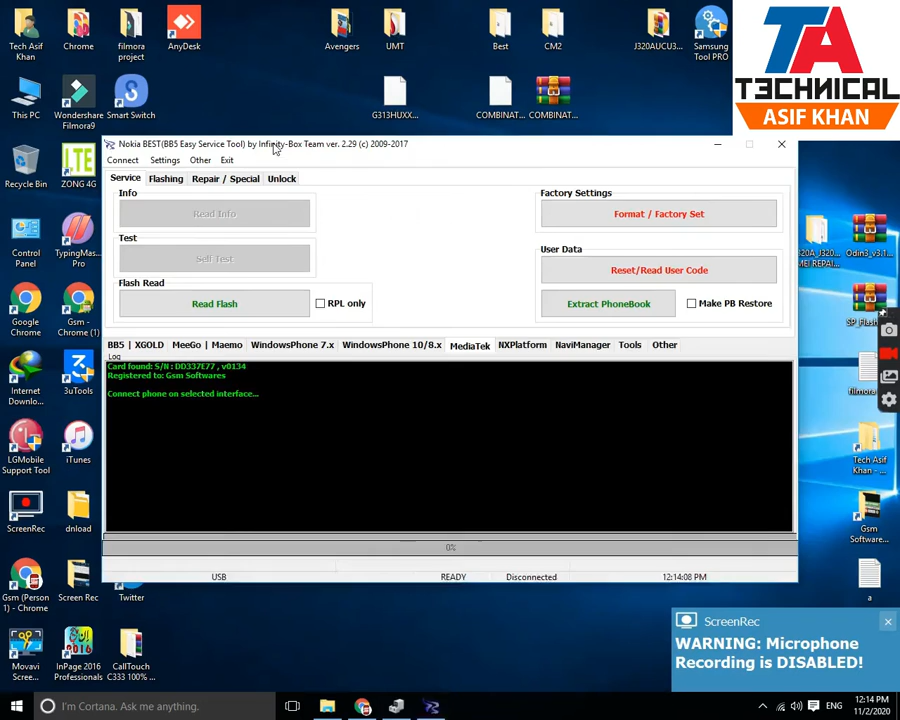 Tech Asif Khan
Chrome
filmora project
AnyDesk
Avengers
UMT
Best
CM2
J320AUCU3...
Samsung Tool PRO
TECHNICAL
ASIF KHAN
This PC
Wondershare Filmora9
Smart Switch
G313HUXX...
COMBINAT...
COMBINAT...
Nokia BEST(BB5 Easy Service Tool) by Infinity-Box Team ver. 2.29 (c) 2009-2017
Connect Settings Other Exit
Service Flashing Repair / Special Unlock
Recycle Bin
ZONG 4G
Info
Read Info
Factory Settings
Format / Factory Set
Test
Self Test
User Data
Reset/Read User Code
Flash Read
Read Flash
RPL only
Extract PhoneBook
Make PB Restore
Control Panel
TypingMas... Pro
Odin3_v3.1...
Google Chrome
Gsm - Chrome (1)
SP_Flash
BB5 | XGOLD MeeGo | Maemo WindowsPhone 7.x WindowsPhone 10/8.x MediaTek NXPlatform NaviManager Tools Other
Log
Card found: S/N : DD337E77 , v0134
Registered to: Gsm Softwares
Connect phone on selected interface...
Internet Downlo...
3uTools
filmora
LGMobile Support Tool
iTunes
Tech Asif Khan - ...
ScreenRec
dnload
Gsm Software...
0%
USB READY Disconnected 12:14:08 PM
Gsm (Person 1) - Chrome
Screen Rec
Twitter
a
ScreenRec
WARNING: Microphone
Recording is DISABLED!
Movavi Scree...
InPage 2016 Professionals
CallTouch C333 100% ...
I'm Cortana. Ask me anything.
ENG
12:14 PM
11/2/2020